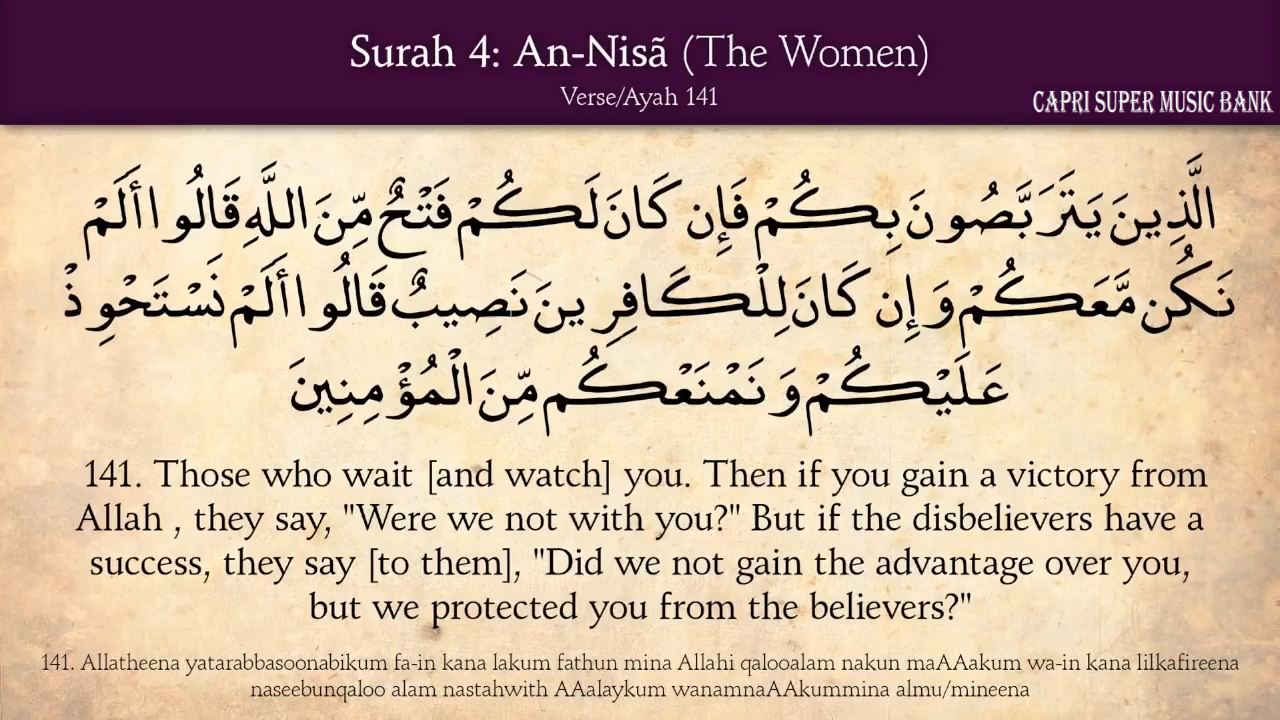 Surah 4: An-Nisã (The Women)
Verse/Ayah 141
CAPRI SUPER MUSIC BANK
الَّذِينَ يَتَرَبَّصُونَ بِكُمْ فَإِن كَانَ لَكُمْ فَتْحٌ مِّنَ اللَّهِ قَالُوا أَلَمْ
نَكُن مَّعَكُمْ وَإِن كَانَ لِلْكَافِرِينَ نَصِيبٌ قَالُوا أَلَمْ نَسْتَحْوِذْ
عَلَيْكُمْ وَنَمْنَعْكُم مِّنَ الْمُؤْمِنِينَ
141. Those who wait [and watch] you. Then if you gain a victory from
Allah , they say, "Were we not with you?" But if the disbelievers have a
success, they say [to them], "Did we not gain the advantage over you,
but we protected you from the believers?"
141. Allatheena yatarabbasoonabikum fa-in kana lakum fathun mina Allahi qalooalam nakun maAAakum wa-in kana lilkafireena
naseebunqaloo alam nastahwith AAalaykum wanamnaAAkummina almu/mineena